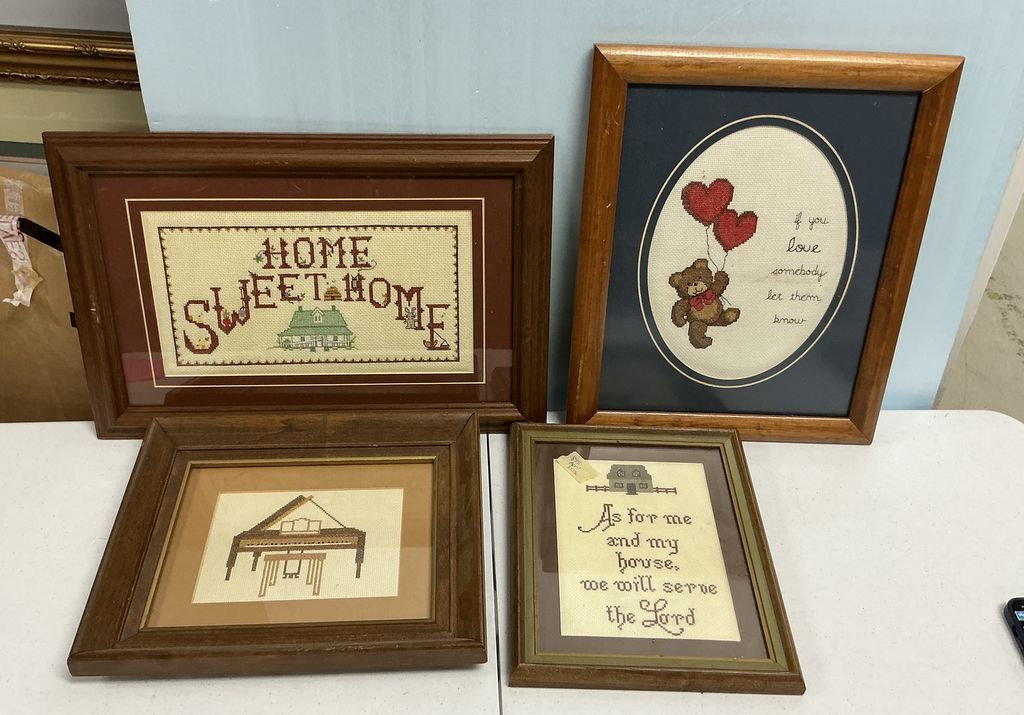 HOME
SWEET HOME
if you
love
somebody
let them
know
As for me
and my
house,
we will serve
the Lord